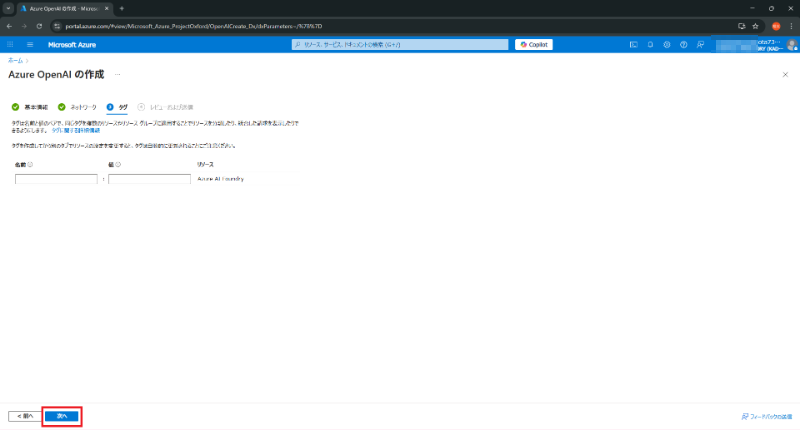 Azure OpenAI の作成 - Microso
portal.azure.com/#view/Microsoft_Azure_ProjectOxford/OpenAICreate_Dx/dxParameters~/%7B%7D
Microsoft Azure
リソース、サービス、ドキュメントの検索 (G+/)
Copilot
ホーム >
Azure OpenAI の作成 ...
基本情報
ネットワーク
3 タグ
4 レビューおよび送信
タグは名前と値のペアで、同じタグを複数のリソースやリソース グループに適用することでリソースを分類したり、統合した請求を表示したりで
きるようにします。 タグに関する詳細情報
タグを作成してから他のタブでリソースの設定を変更すると、タグは自動的に更新されることにご注意ください。
名前
値
リソース
:
Azure AI Foundry
< 前へ
次へ
フィードバックの送信